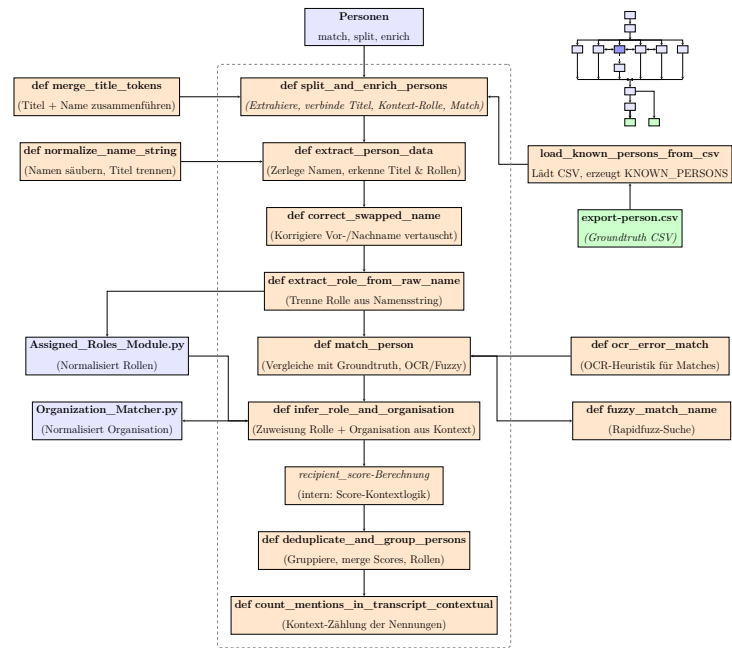 Personen
match, split, enrich
def merge_title_tokens
(Titel + Name zusammenführen)
def split_and_enrich_persons
(Extrahiere, verbinde Titel, Kontext-Rolle, Match)
def normalize_name_string
(Namen säubern, Titel trennen)
def extract_person_data
(Zerlege Namen, erkenne Titel & Rollen)
load_known_persons_from_csv
Lädt CSV, erzeugt KNOWN_PERSONS
export-person.csv
(Groundtruth CSV)
def correct_swapped_name
(Korrigiere Vor-/Nachname vertauscht)
def extract_role_from_raw_name
(Trenne Rolle aus Namensstring)
Assigned_Roles_Module.py
(Normalisiert Rollen)
def match_person
(Vergleiche mit Groundtruth, OCR/Fuzzy)
def ocr_error_match
(OCR-Heuristik für Matches)
Organization_Matcher.py
(Normalisiert Organisation)
def infer_role_and_organisation
(Zuweisung Rolle + Organisation aus Kontext)
def fuzzy_match_name
(Rapidfuzz-Suche)
recipient_score-Berechnung
(intern: Score-Kontextlogik)
def deduplicate_and_group_persons
(Gruppiere, merge Scores, Rollen)
def count_mentions_in_transcript_contextual
(Kontext-Zählung der Nennungen)